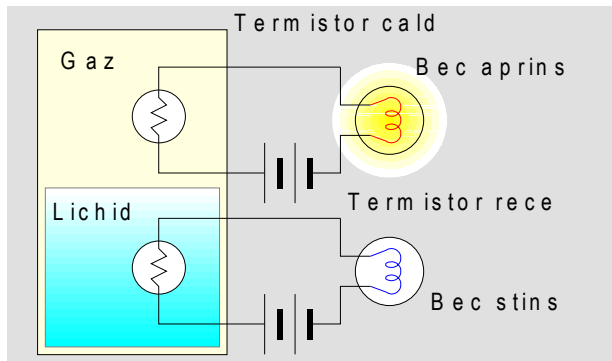 Termistor cald
Gaz
Bec aprins
Lichid
Termistor rece
Bec stins